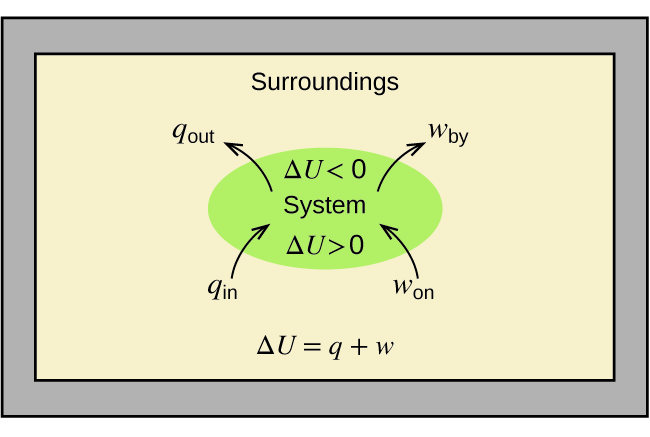 Surroundings
q_out w_by
ΔU < 0
System
ΔU > 0
q_in w_on
ΔU = q + w